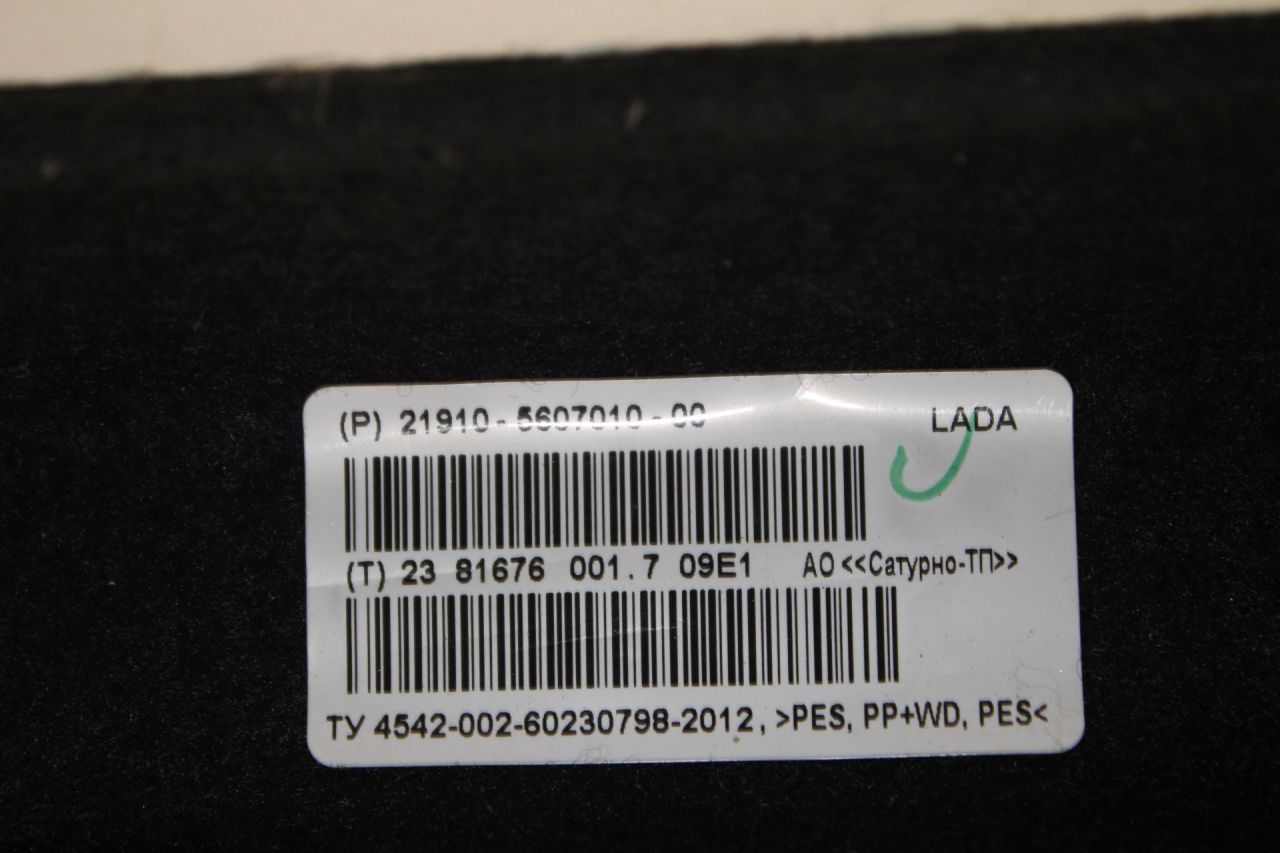 (P) 21910 - 5607010 - 00 LADA
(T) 23 81676 001.7 09E1 АО <<Сатурно-ТП>>
ТУ 4542-002-60230798-2012, >PES, PP+WD, PES<